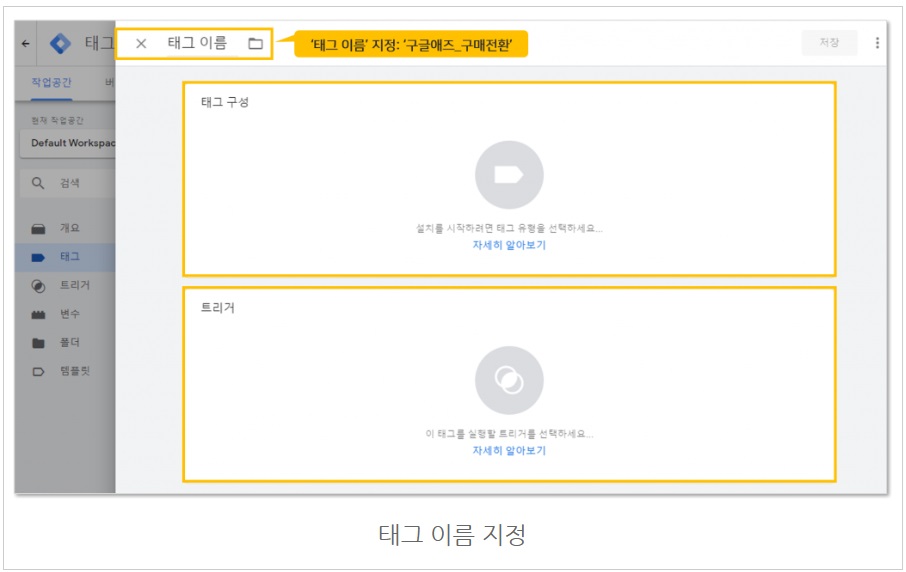 태그
태그 이름
'태그 이름' 지정: '구글애즈_구매전환'
저장
작업공간
버
현재 작업공간
Default Workspac
검색
개요
태그
트리거
변수
폴더
템플릿
태그 구성
설치를 시작하려면 태그 유형을 선택하세요...
자세히 알아보기
트리거
이 태그를 실행할 트리거를 선택하세요...
자세히 알아보기
태그 이름 지정